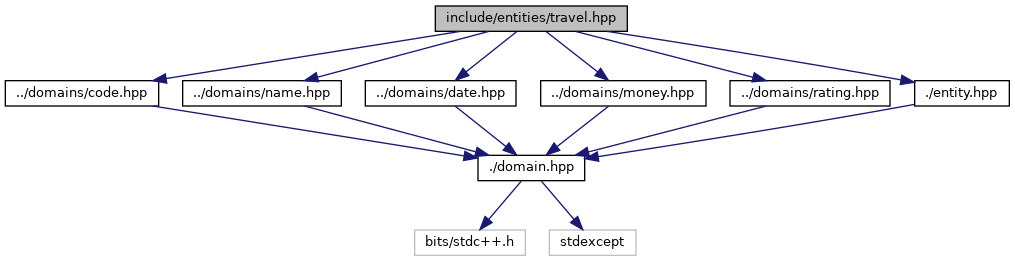 include/entities/travel.hpp
../domains/code.hpp
../domains/name.hpp
../domains/date.hpp
../domains/money.hpp
../domains/rating.hpp
./entity.hpp
./domain.hpp
bits/stdc++.h
stdexcept